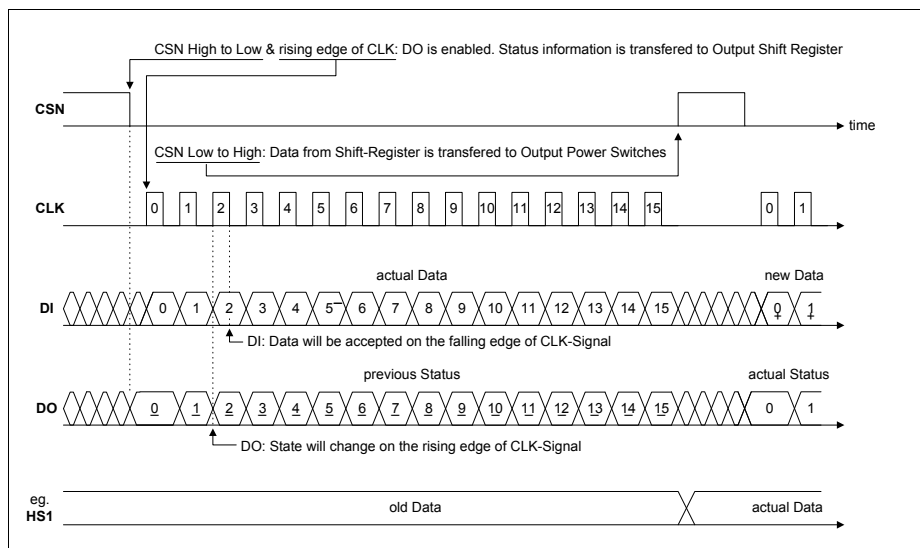 CSN High to Low & rising edge of CLK: DO is enabled. Status information is transfered to Output Shift Register
CSN
time
CSN Low to High: Data from Shift-Register is transfered to Output Power Switches
CLK
0 1 2 3 4 5 6 7 8 9 10 11 12 13 14 15 0 1
actual Data new Data
DI
0 1 2 3 4 5 6 7 8 9 10 11 12 13 14 15 0 1
+ +
DI: Data will be accepted on the falling edge of CLK-Signal
previous Status actual Status
DO
0 1 2 3 4 5 6 7 8 9 10 11 12 13 14 15 0 1
DO: State will change on the rising edge of CLK-Signal
eg.
HS1
old Data actual Data